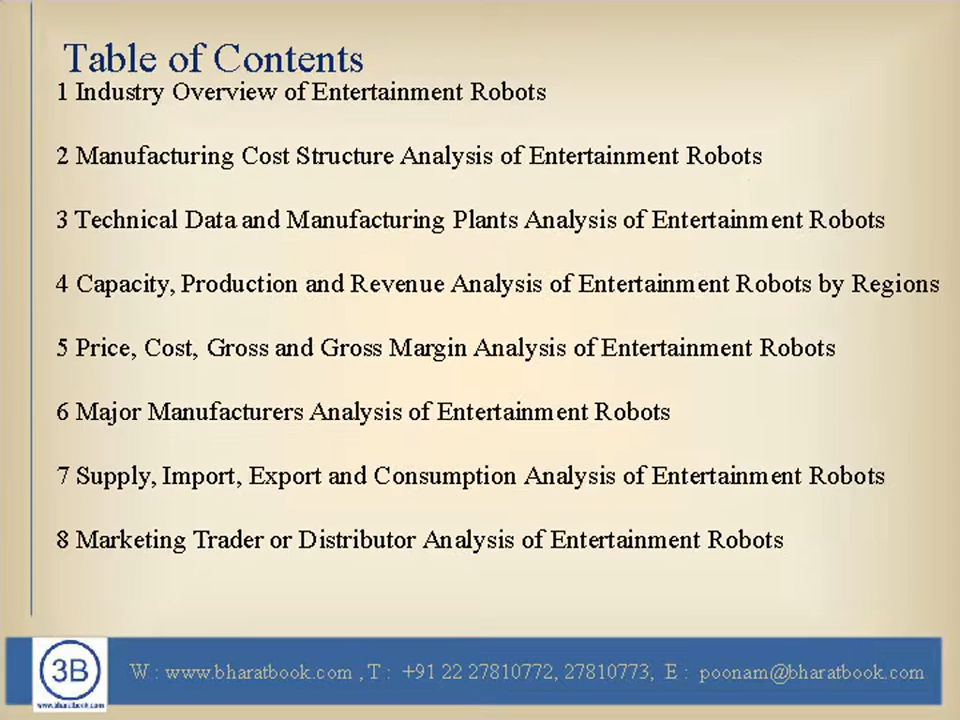 Table of Contents
1 Industry Overview of Entertainment Robots
2 Manufacturing Cost Structure Analysis of Entertainment Robots
3 Technical Data and Manufacturing Plants Analysis of Entertainment Robots
4 Capacity, Production and Revenue Analysis of Entertainment Robots by Regions
5 Price, Cost, Gross and Gross Margin Analysis of Entertainment Robots
6 Major Manufacturers Analysis of Entertainment Robots
7 Supply, Import, Export and Consumption Analysis of Entertainment Robots
8 Marketing Trader or Distributor Analysis of Entertainment Robots
3B
www.bharatbook.com
W : www.bharatbook.com , T : +91 22 27810772, 27810773, E : poonam@bharatbook.com